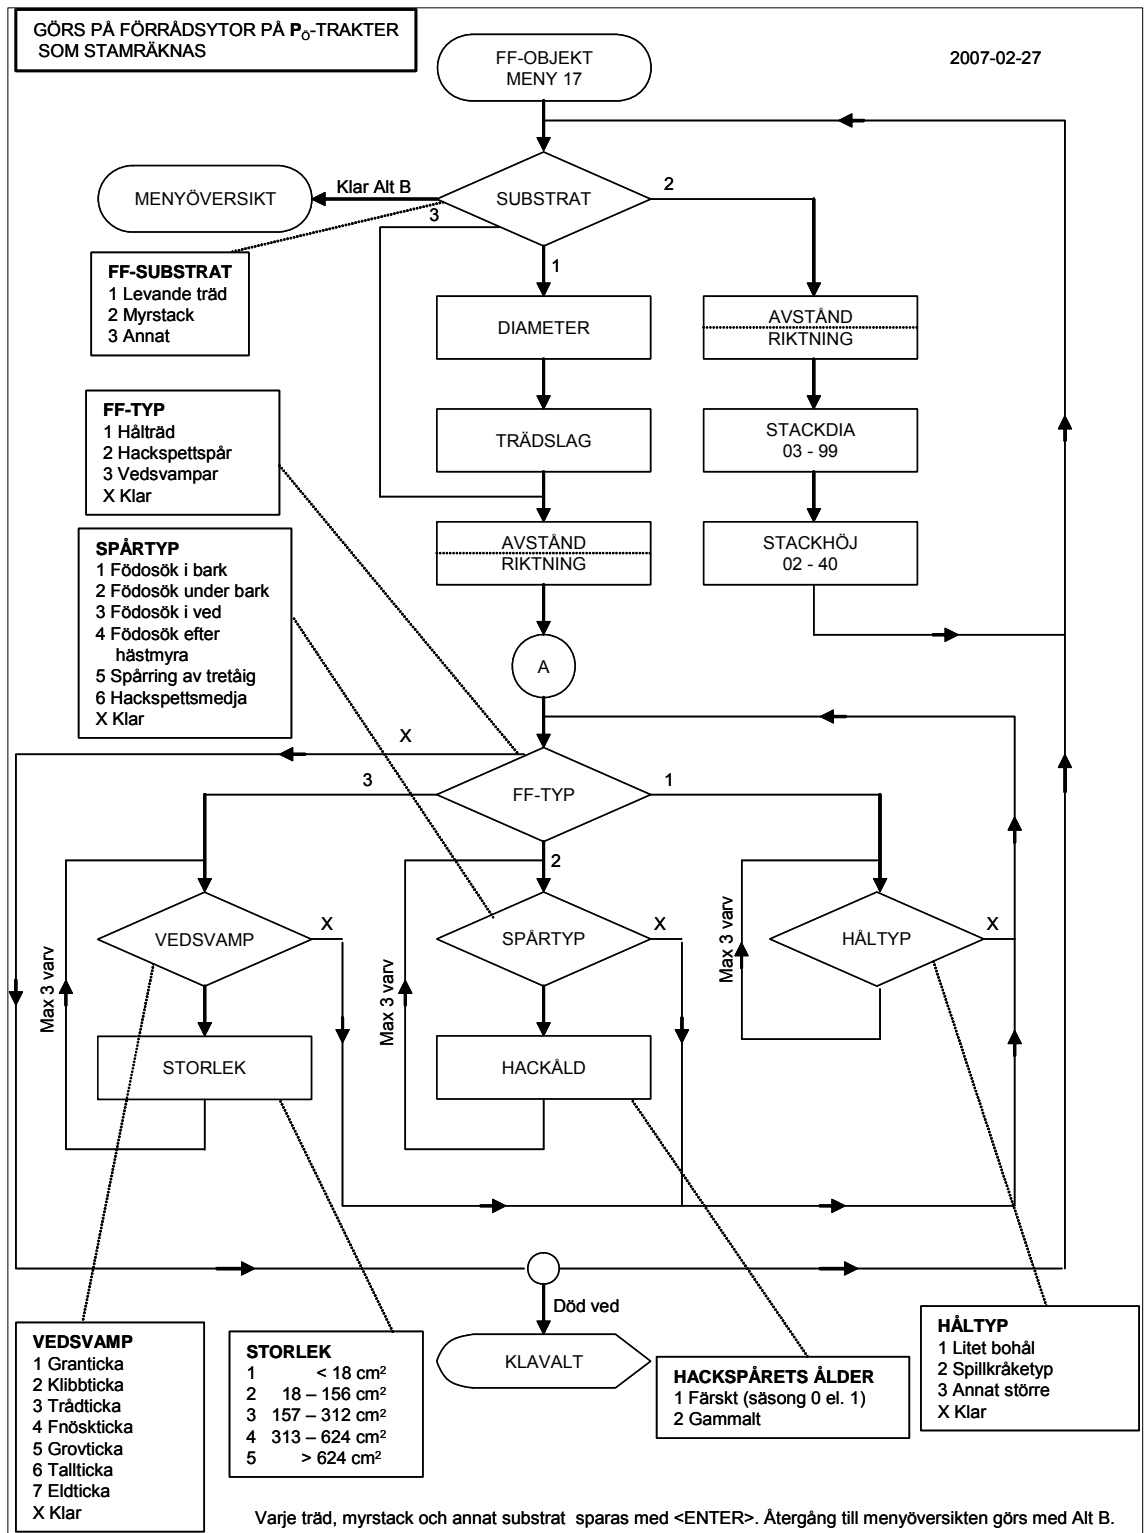 GÖRS PÅ FÖRRÅDSYTOR PÅ PÖ-TRAKTER
SOM STAMRÄKNAS
FF-OBJEKT
MENY 17
2007-02-27
MENYÖVERSIKT
Klar Alt B
SUBSTRAT
2
3
1
FF-SUBSTRAT
1 Levande träd
2 Myrstack
3 Annat
DIAMETER
AVSTÅND
RIKTNING
FF-TYP
1 Hålträd
2 Hackspettspår
3 Vedsvampar
X Klar
TRÄDSLAG
STACKDIA
03 - 99
SPÅRTYP
1 Födosök i bark
2 Födosök under bark
3 Födosök i ved
4 Födosök efter
hästmyra
5 Spårring av tretåig
6 Hackspettsmedja
X Klar
AVSTÅND
RIKTNING
STACKHÖJ
02 - 40
A
X
3
FF-TYP
1
2
Max 3 varv
VEDSVAMP
X
Max 3 varv
SPÅRTYP
X
Max 3 varv
HÅLTYP
X
STORLEK
HACKÅLD
Död ved
KLAVALT
VEDSVAMP
1 Granticka
2 Klibbticka
3 Trådticka
4 Fnöskticka
5 Grovticka
6 Tallticka
7 Eldticka
X Klar
STORLEK
1 < 18 cm²
2 18 – 156 cm²
3 157 – 312 cm²
4 313 – 624 cm²
5 > 624 cm²
HACKSPÅRETS ÅLDER
1 Färskt (säsong 0 el. 1)
2 Gammalt
HÅLTYP
1 Litet bohål
2 Spillkråketyp
3 Annat större
X Klar
Varje träd, myrstack och annat substrat sparas med <ENTER>. Återgång till menyöversikten görs med Alt B.